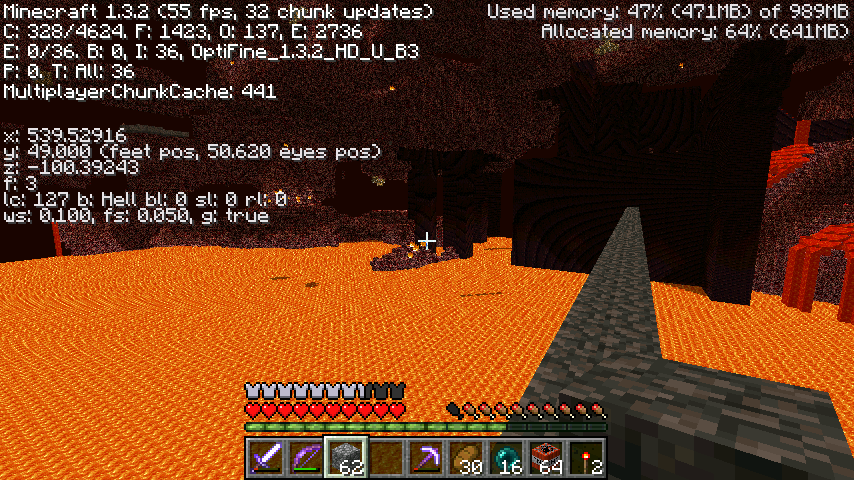 Minecraft 1.3.2 (55 fps, 32 chunk updates)
Used memory: 47% (471MB) of 989MB
C: 328/4624. F: 1423, O: 137, E: 2736
Allocated memory: 64% (641MB)
E: 0/36. B: 0, I: 36, OptiFine_1.3.2_HD_U_B3
P: 0. T: All: 36
MultiplayerChunkCache: 441
x: 539.52916
y: 49.000 (feet pos, 50.620 eyes pos)
z: -100.39243
f: 3
lc: 127 b: Hell bl: 0 sl: 0 rl: 0
ws: 0.100, fs: 0.050, g: true
62 30 16 64 2